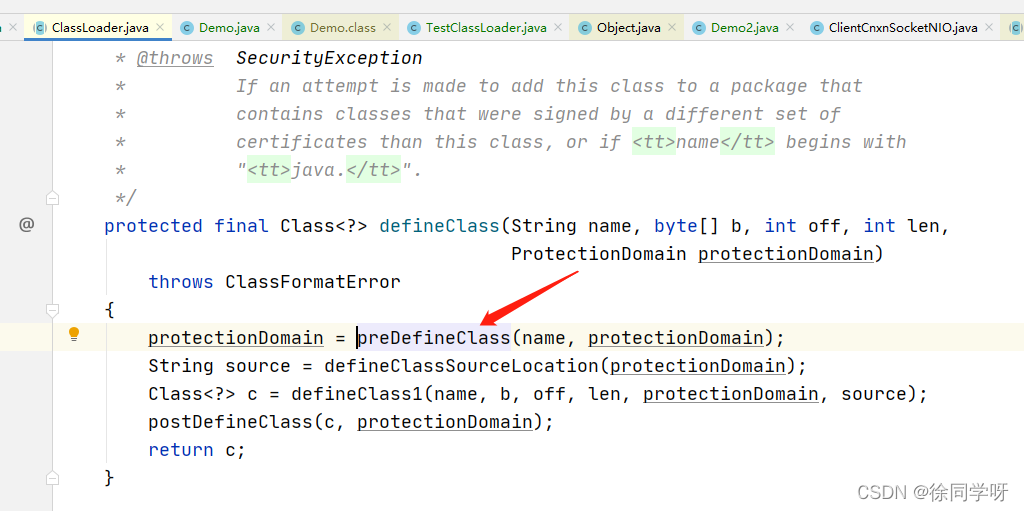 ClassLoader.java × Demo.java × Demo.class × TestClassLoader.java × Object.java × Demo2.java × ClientCnxnSocketNIO.java ×
* @throws SecurityException
* If an attempt is made to add this class to a package that
* contains classes that were signed by a different set of
* certificates than this class, or if <tt>name</tt> begins with
* "<tt>java.</tt>".
*/
@ protected final Class<?> defineClass(String name, byte[] b, int off, int len,
ProtectionDomain protectionDomain)
throws ClassFormatError
{
protectionDomain = preDefineClass(name, protectionDomain);
String source = defineClassSourceLocation(protectionDomain);
Class<?> c = defineClass1(name, b, off, len, protectionDomain, source);
postDefineClass(c, protectionDomain);
return c;
}
CSDN @徐同学呀